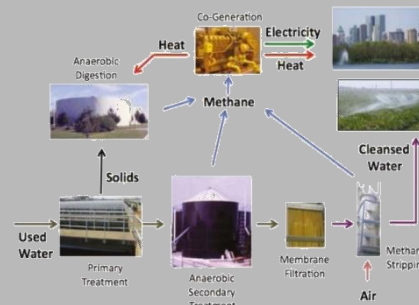 Co-Generation
Electricity
Heat
Heat
Anaerobic
Digestion
Methane
Cleansed
Water
Solids
Used
Water
Primary
Treatment
Anaerobic
Secondary
Membrane
Filtration
Air